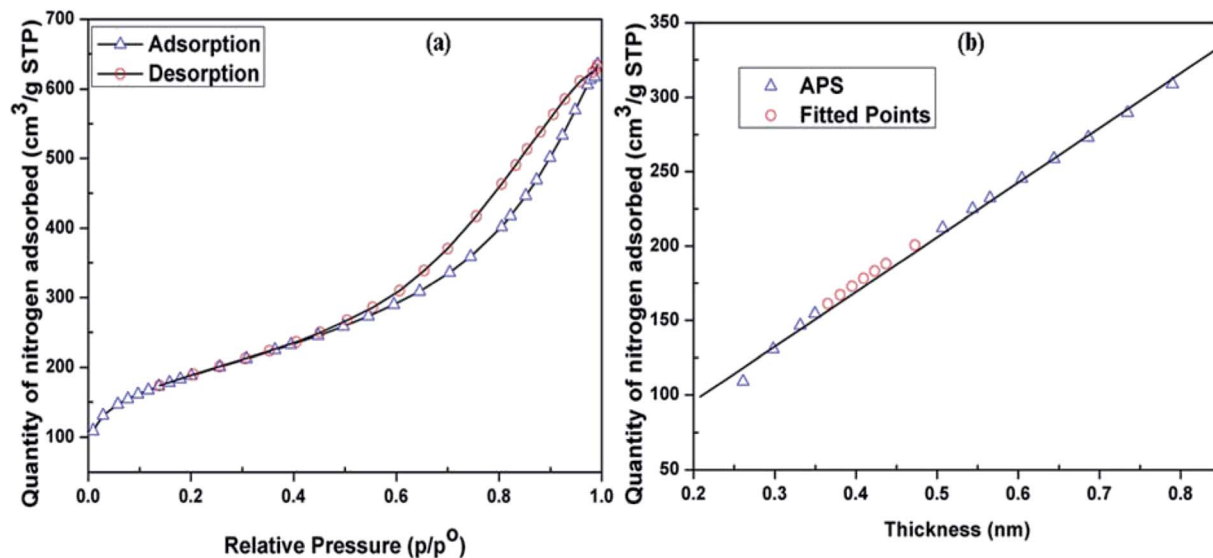 Quantity of nitrogen adsorbed (cm³/g STP)
700
600
500
400
300
200
100
Adsorption
Desorption
(a)
0.0 0.2 0.4 0.6 0.8 1.0
Relative Pressure (p/p⁰)
Quantity of nitrogen adsorbed (cm³/g STP)
350
300
250
200
150
100
50
(b)
APS
Fitted Points
0.2 0.3 0.4 0.5 0.6 0.7 0.8
Thickness (nm)